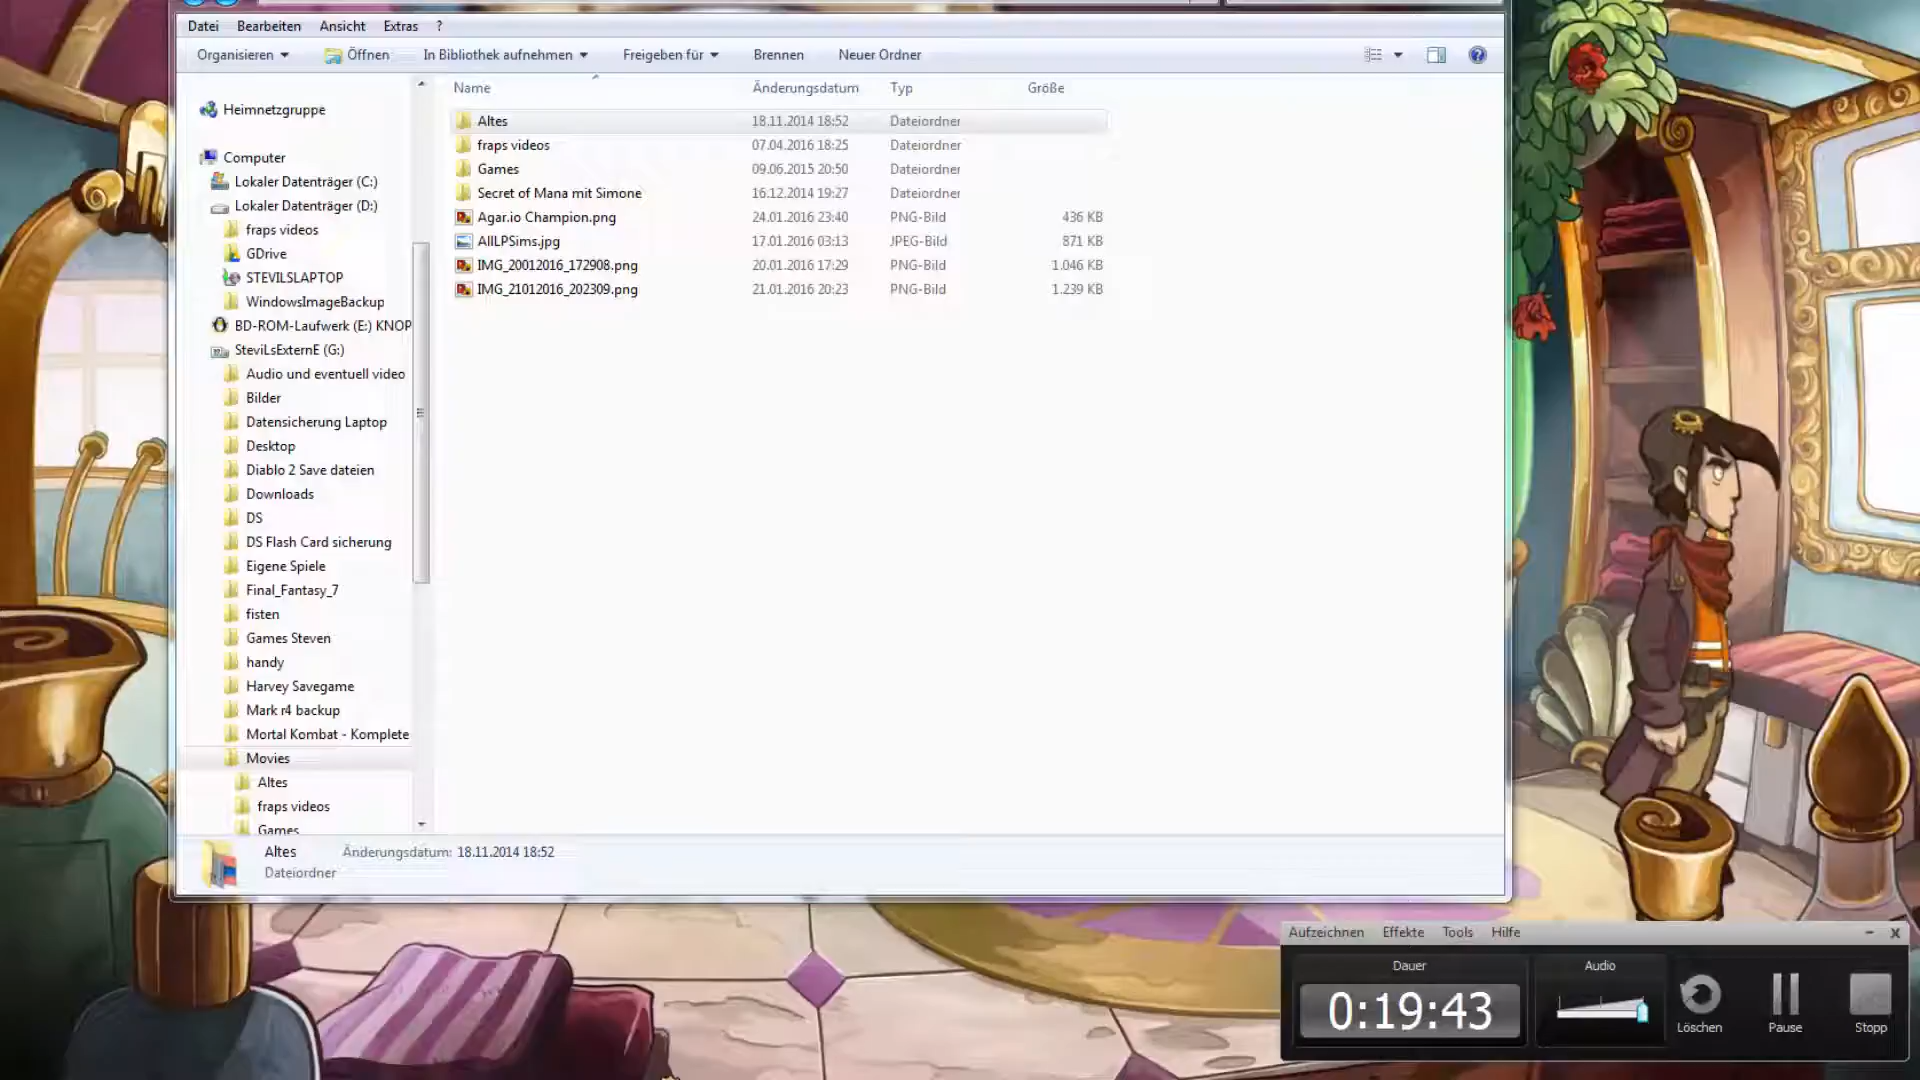 Datei Bearbeiten Ansicht Extras ?
Organisieren Öffnen In Bibliothek aufnehmen Freigeben für Brennen Neuer Ordner
Name Änderungsdatum Typ Größe
Altes 18.11.2014 18:52 Dateiordner
fraps videos 07.04.2016 18:25 Dateiordner
Games 09.06.2015 20:50 Dateiordner
Secret of Mana mit Simone 16.12.2014 19:27 Dateiordner
Agar.io Champion.png 24.01.2016 23:40 PNG-Bild 436 KB
AllLPSims.jpg 17.01.2016 03:13 JPEG-Bild 871 KB
IMG_20012016_172908.png 20.01.2016 17:29 PNG-Bild 1.046 KB
IMG_21012016_202309.png 21.01.2016 20:23 PNG-Bild 1.239 KB
Heimnetzgruppe
Computer
Lokaler Datenträger (C:)
Lokaler Datenträger (D:)
fraps videos
GDrive
STEVILSLAPTOP
WindowsImageBackup
BD-ROM-Laufwerk (E:) KNOP
SteviLsExternE (G:)
Audio und eventuell video
Bilder
Datensicherung Laptop
Desktop
Diablo 2 Save dateien
Downloads
DS
DS Flash Card sicherung
Eigene Spiele
Final_Fantasy_7
fisten
Games Steven
handy
Harvey Savegame
Mark r4 backup
Mortal Kombat - Komplete
Movies
Altes
fraps videos
Games
Altes Änderungsdatum: 18.11.2014 18:52
Dateiordner
Aufzeichnen Effekte Tools Hilfe
Dauer Audio
0:19:43
Löschen Pause Stopp